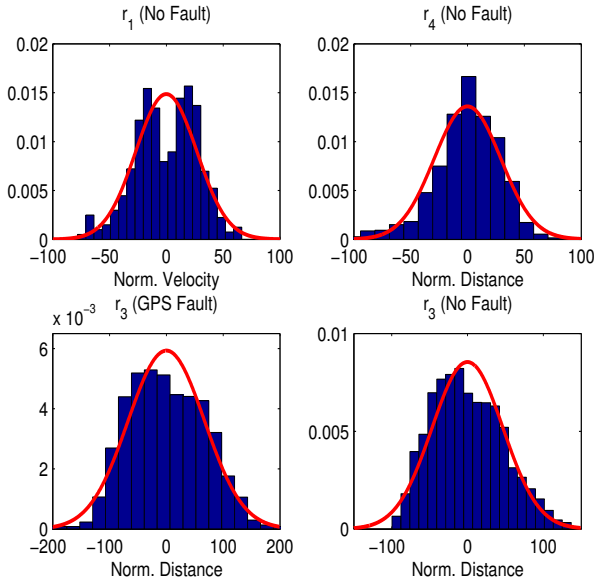 r1 (No Fault)
0.02
0.015
0.01
0.005
0
−100 −50 0 50 100
Norm. Velocity
r4 (No Fault)
0.02
0.015
0.01
0.005
0
−100 −50 0 50 100
Norm. Distance
r3 (GPS Fault)
x 10−3
6
4
2
0
−200 −100 0 100 200
Norm. Distance
r3 (No Fault)
0.01
0.005
0
−100 0 100
Norm. Distance